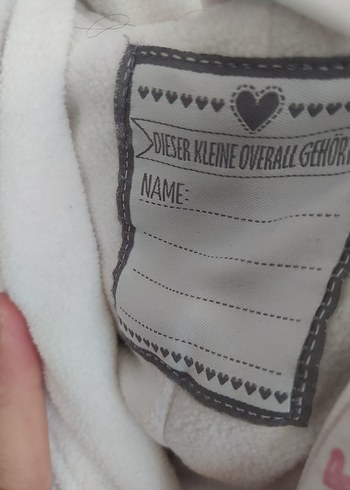 DIESER KLEINE OVERALL GEHÖRT
NAME: